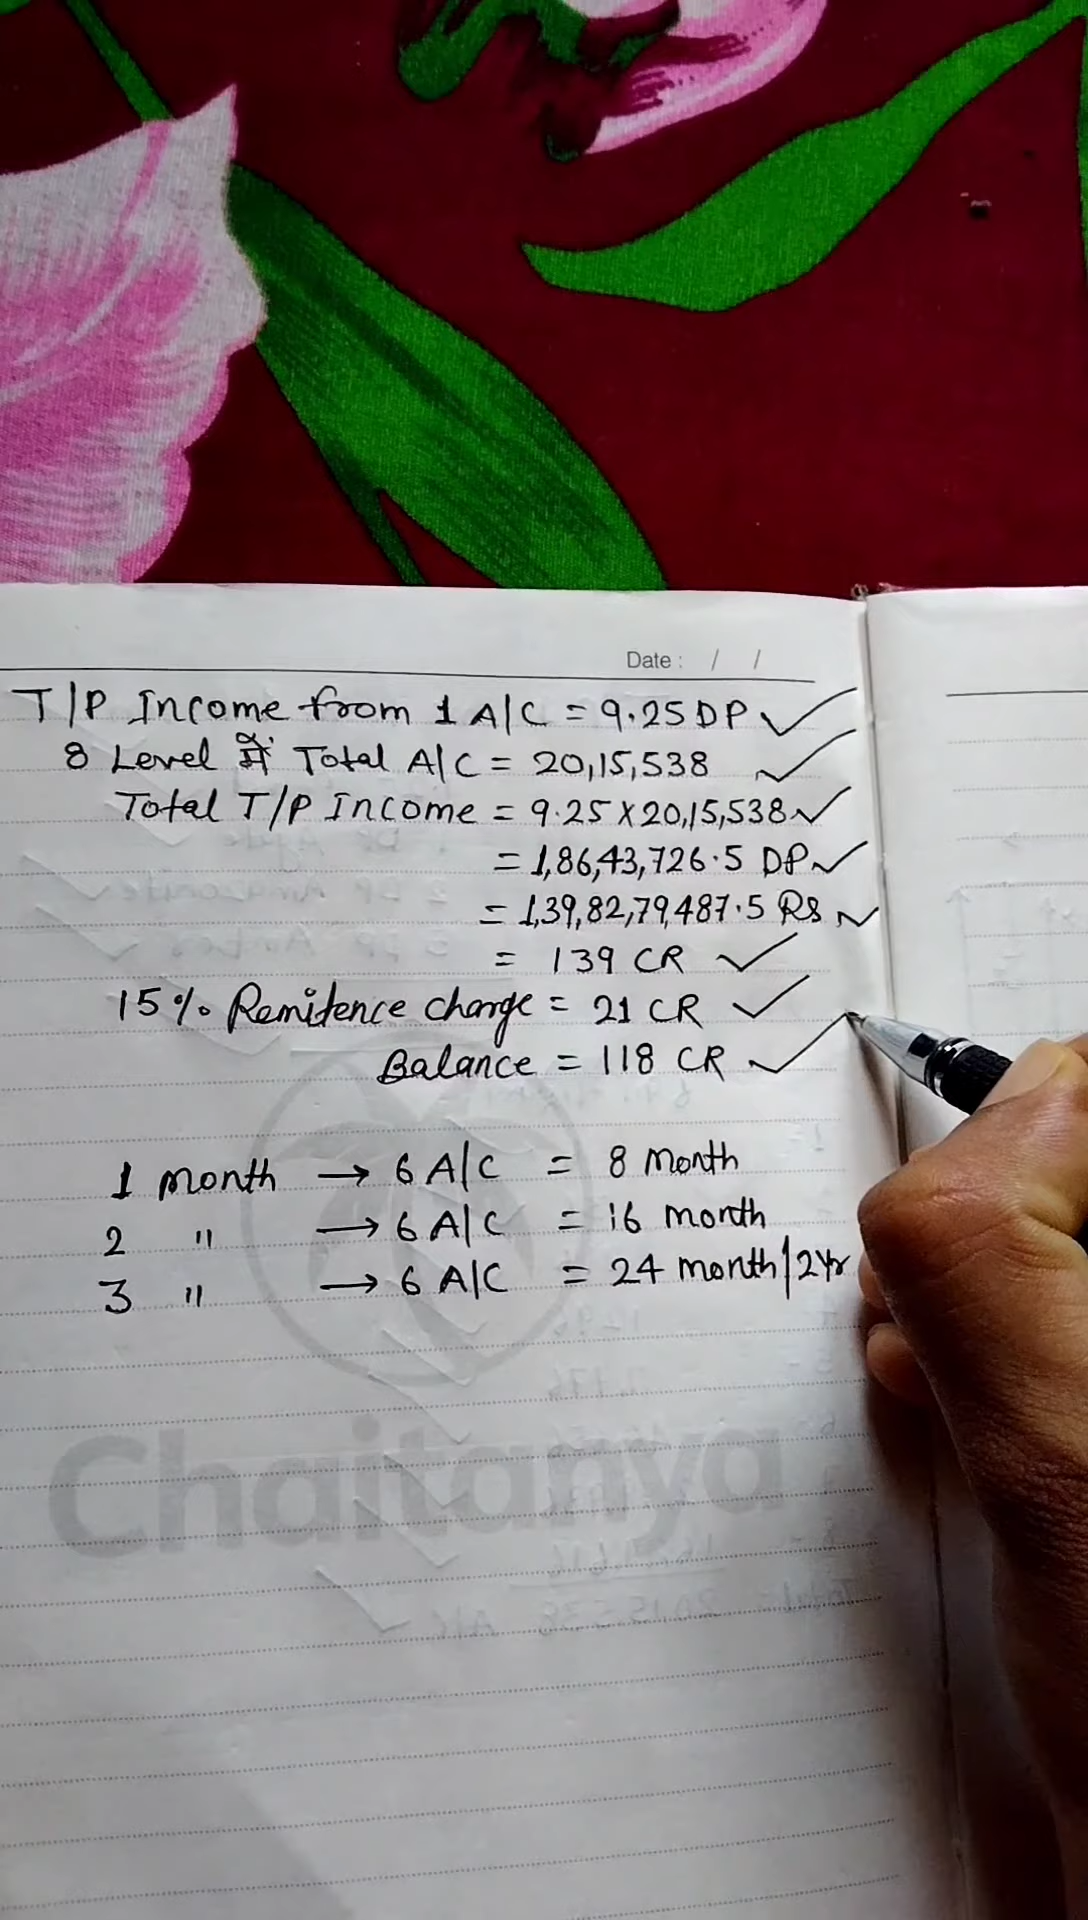 Date : / /
T/P Income from 1 A/C = 9.25 DP
8 Level में Total A/C = 20,15,538
Total T/P Income = 9.25 X 20,15,538
= 1,86,43,726.5 DP
= 1,39,82,79,487.5 Rs
= 139 CR
15% Remitence charge = 21 CR
Balance = 118 CR
1 month → 6 A/C = 8 month
2 " → 6 A/C = 16 month
3 " → 6 A/C = 24 month/2yr
Chaitanya